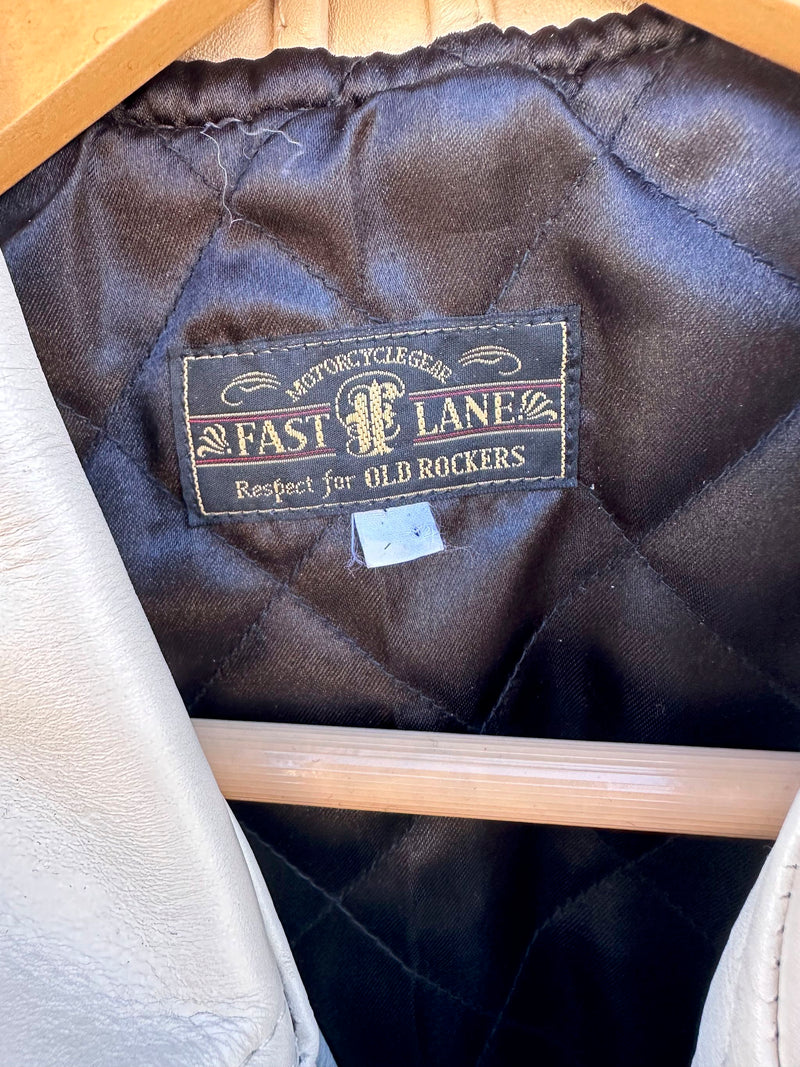 MOTORCYCLE GEAR
FAST LANE
Respect for OLD ROCKERS